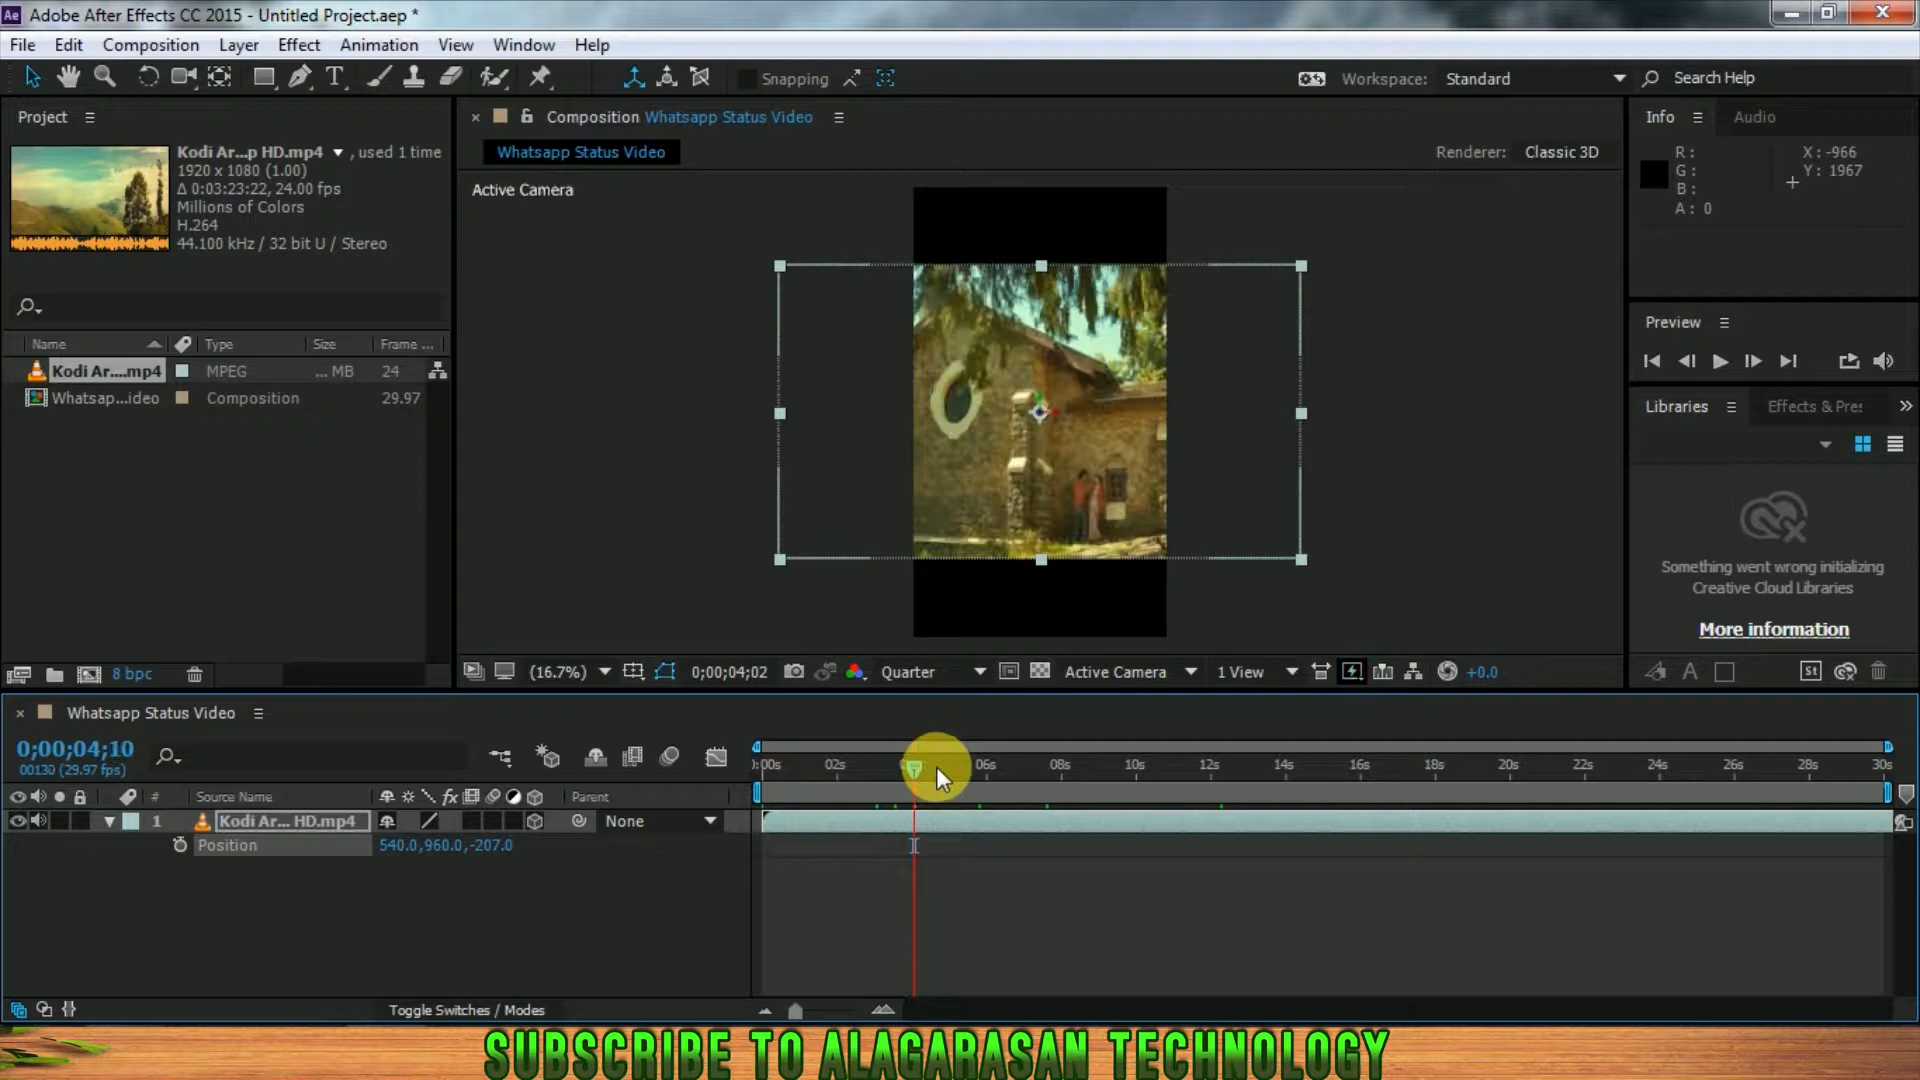 Ae Adobe After Effects CC 2015 - Untitled Project.aep *
File Edit Composition Layer Effect Animation View Window Help
T Snapping Workspace: Standard Search Help
Project
Kodi Ar...p HD.mp4 , used 1 time
1920 x 1080 (1.00)
Δ 0:03:23:22, 24.00 fps
Millions of Colors
H.264
44.100 kHz / 32 bit U / Stereo
Name Type Size Frame ...
Kodi Ar....mp4 MPEG ... MB 24
Whatsap...ideo Composition 29.97
8 bpc
× Composition Whatsapp Status Video
Whatsapp Status Video
Renderer: Classic 3D
Active Camera
(16.7%) 0;00;04;02 Quarter Active Camera 1 View +0.0
Info Audio
R: X: -966
G: Y: 1967
B:
A: 0
Preview
Libraries Effects & Pres
Something went wrong initializing
Creative Cloud Libraries
More information
A St
× Whatsapp Status Video
0;00;04;10
00130 (29.97 fps)
# Source Name fx Parent
1 Kodi Ar... HD.mp4 None
Position 540.0,960.0,-207.0
:00s 02s 06s 08s 10s 12s 14s 16s 18s 20s 22s 24s 26s 28s 30s
Toggle Switches / Modes
SUBSCRIBE TO ALAGARASAN TECHNOLOGY